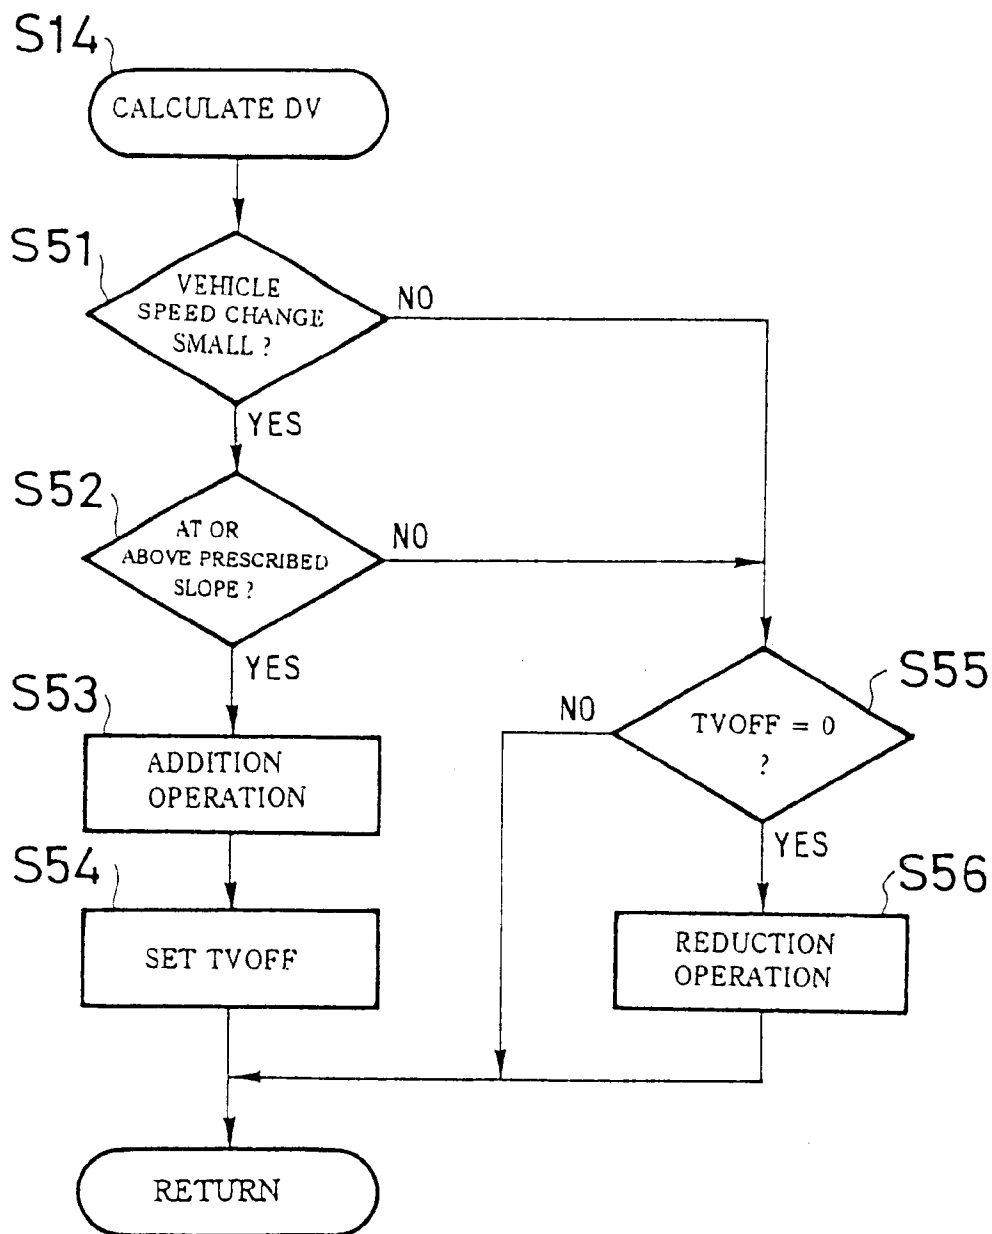 S14
CALCULATE DV
S51
VEHICLE
SPEED CHANGE
SMALL ?
NO
YES
S52
AT OR
ABOVE PRESCRIBED
SLOPE ?
NO
YES
S53
ADDITION
OPERATION
S54
SET TVOFF
S55
TVOFF = 0
?
NO
YES
S56
REDUCTION
OPERATION
RETURN